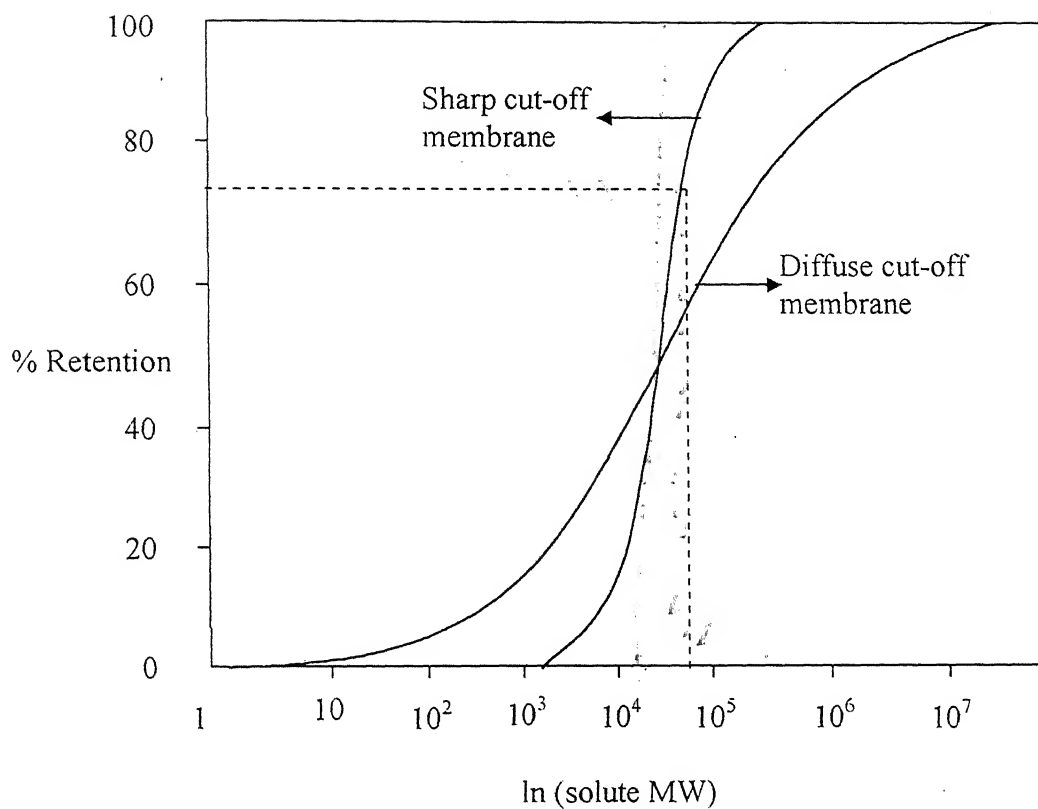 100
Sharp cut-off
membrane
80
60
Diffuse cut-off
membrane
% Retention
40
20
0
1 10 10² 10³ 10⁴ 10⁵ 10⁶ 10⁷
ln (solute MW)